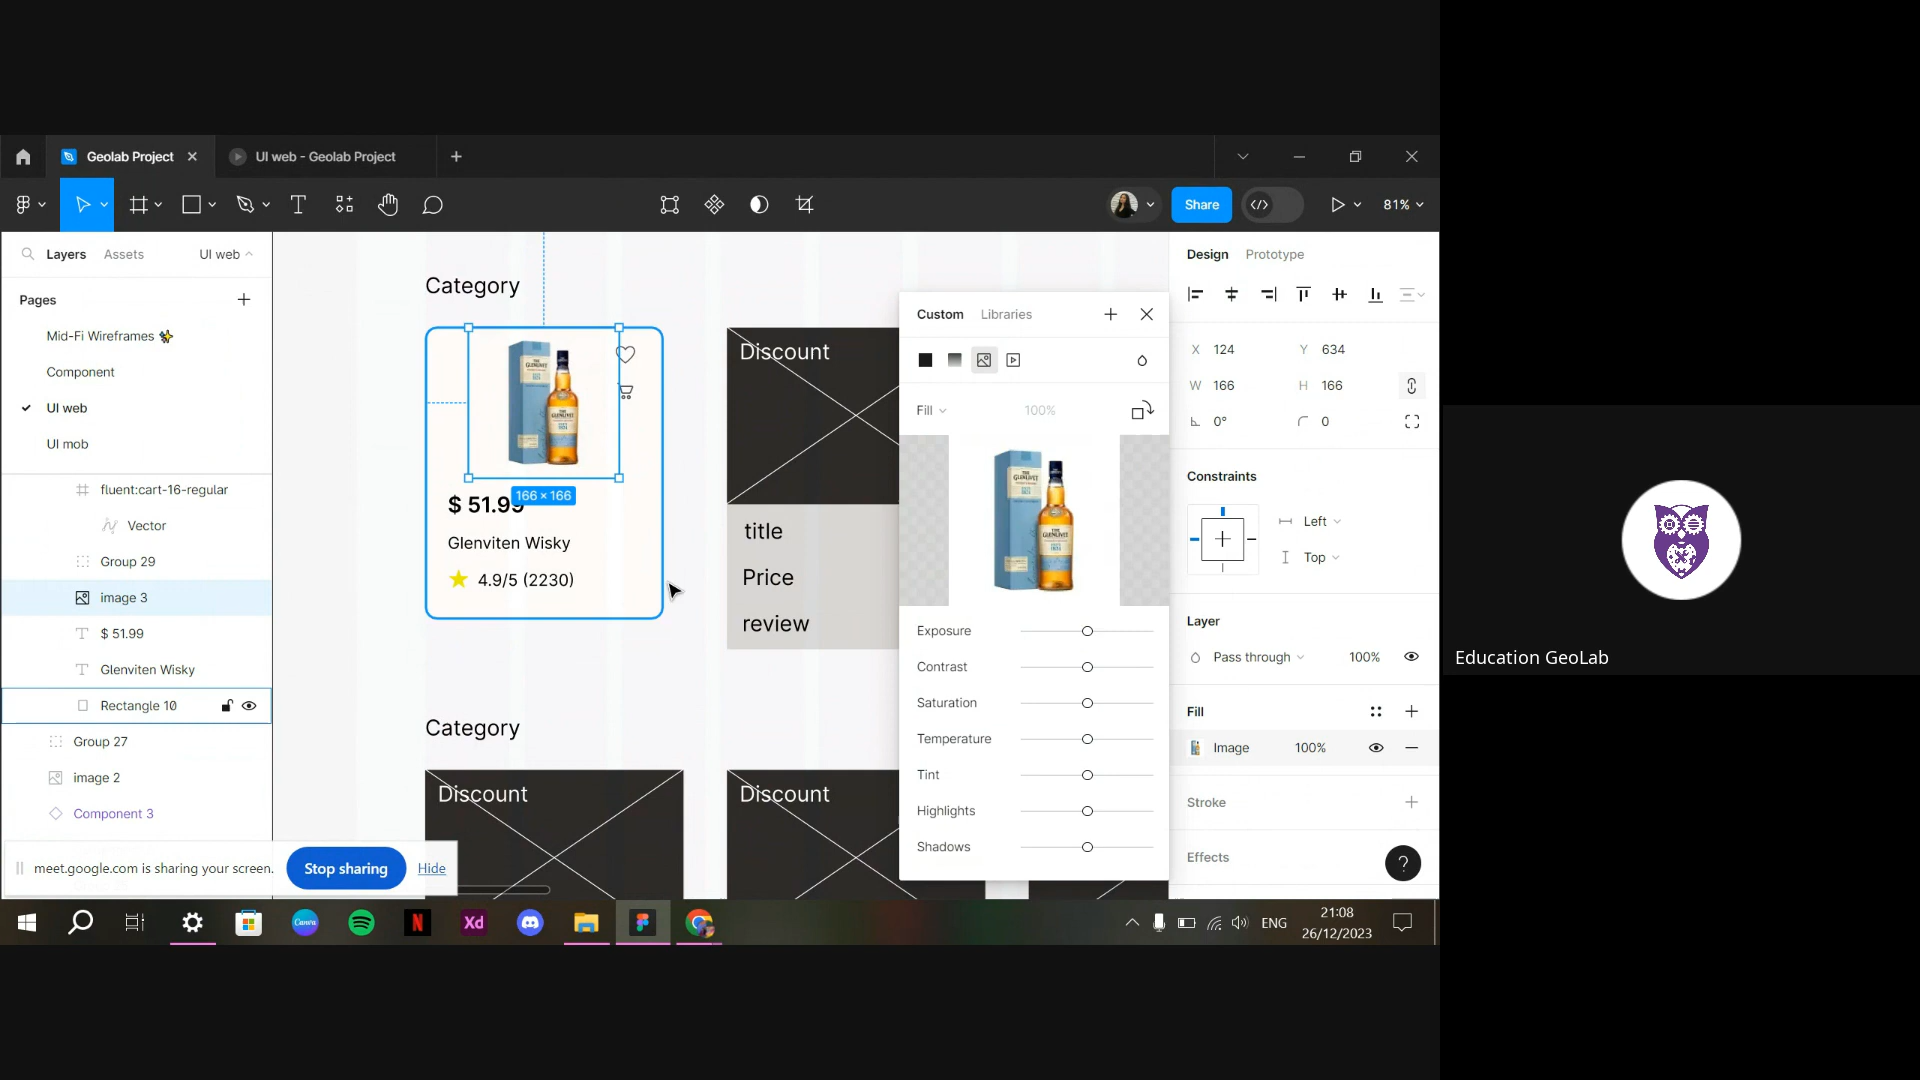 Geolab Project
UI web - Geolab Project
Share
81%
Layers
Assets
UI web
Pages
Mid-Fi Wireframes ✨
Component
UI web
UI mob
fluent:cart-16-regular
Vector
Group 29
image 3
$ 51.99
Glenviten Wisky
Rectangle 10
Group 27
image 2
Component 3
meet.google.com is sharing your screen.
Stop sharing
Hide
Category
166 × 166
$ 51.99
Glenviten Wisky
4.9/5 (2230)
Discount
title
Price
review
Category
Discount
Discount
Custom
Libraries
Fill
100%
THE
GLENLIVET
Exposure
Contrast
Saturation
Temperature
Tint
Highlights
Shadows
Design
Prototype
X 124
Y 634
W 166
H 166
0°
0
Constraints
Left
Top
Layer
Pass through
100%
Fill
Image
100%
Stroke
Effects
?
Canva
N
Xd
ENG
21:08
26/12/2023
Education GeoLab